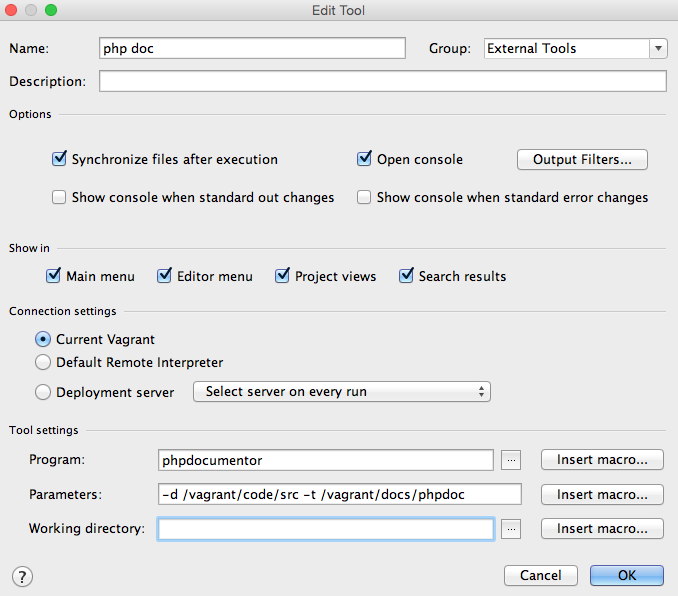 Edit Tool
Name: php doc Group: External Tools
Description:
Options
Synchronize files after execution Open console Output Filters...
Show console when standard out changes Show console when standard error changes
Show in
Main menu Editor menu Project views Search results
Connection settings
Current Vagrant
Default Remote Interpreter
Deployment server Select server on every run
Tool settings
Program: phpdocumentor ... Insert macro...
Parameters: -d /vagrant/code/src -t /vagrant/docs/phpdoc Insert macro...
Working directory: ... Insert macro...
? Cancel OK